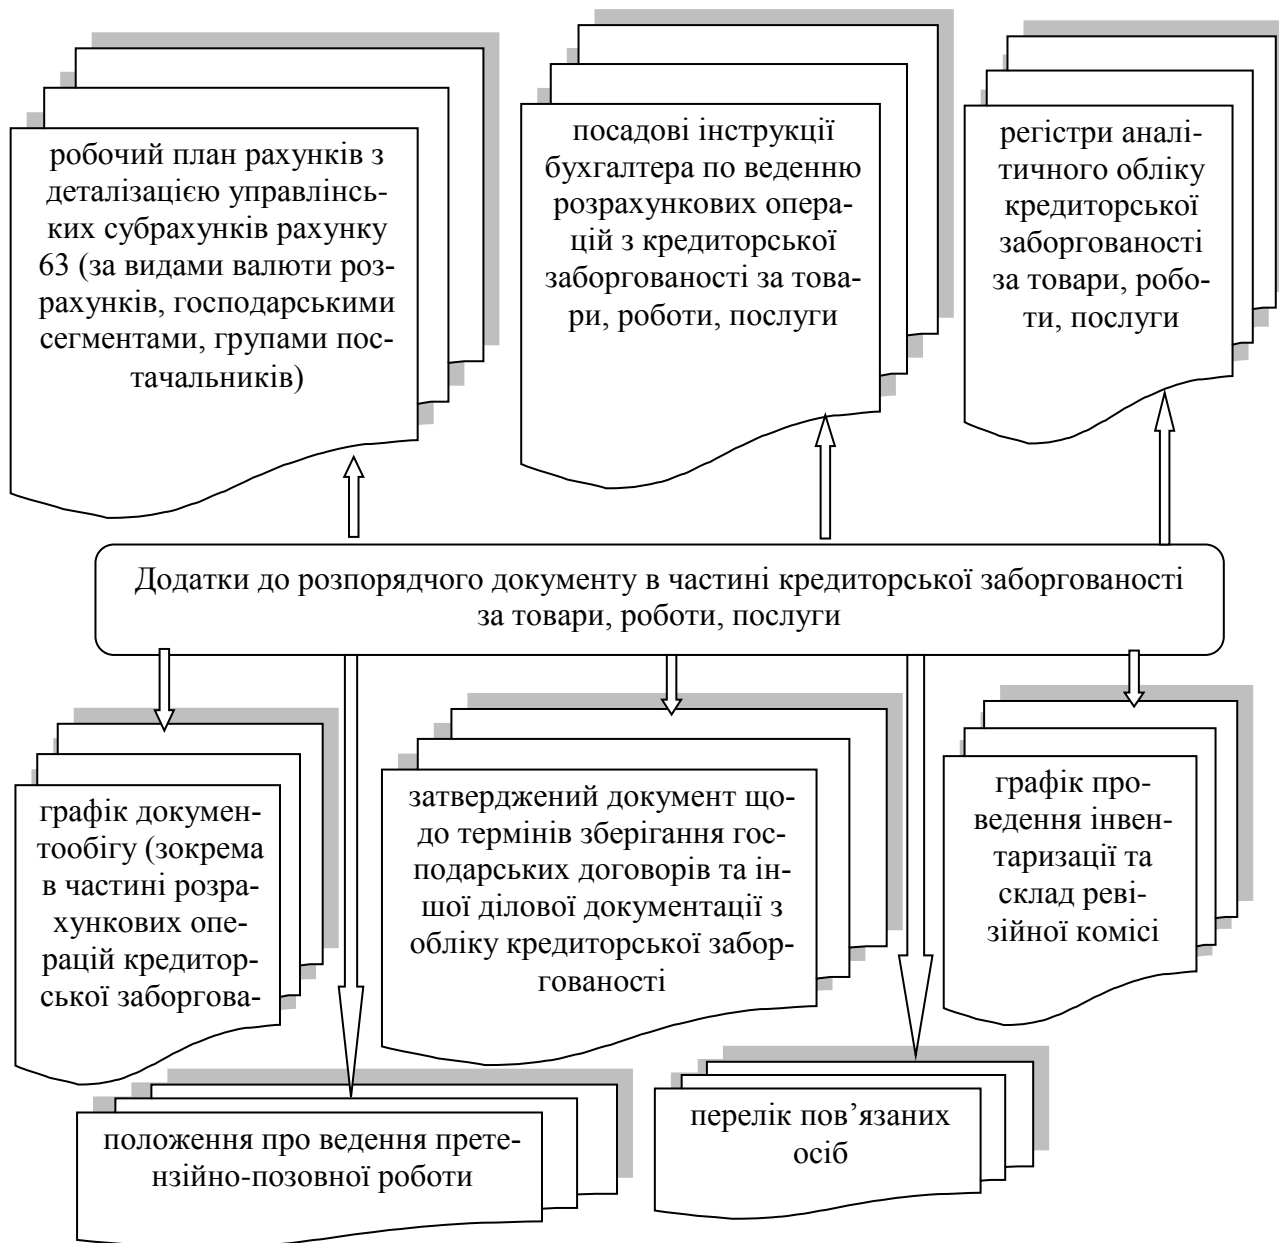 робочий план рахунків з
деталізацією управлінсь-
ких субрахунків рахунку
63 (за видами валюти роз-
рахунків, господарськими
сегментами, групами пос-
тачальників)
посадові інструкції
бухгалтера по веденню
розрахункових опера-
цій з кредиторської
заборгованості за това-
ри, роботи, послуги
регістри аналі-
тичного обліку
кредиторської
заборгованості
за товари, робо-
ти, послуги
Додатки до розпорядчого документу в частині кредиторської заборгованості
за товари, роботи, послуги
графік докумен-
тообігу (зокрема
в частині розра-
хункових опе-
рацій кредитор-
ської заборгова-
затверджений документ що-
до термінів зберігання гос-
подарських договорів та ін-
шої ділової документації з
обліку кредиторської забор-
гованості
графік про-
ведення інвен-
таризації та
склад реві-
зійної комісі
положення про ведення прете-
нзійно-позовної роботи
перелік пов’язаних
осіб